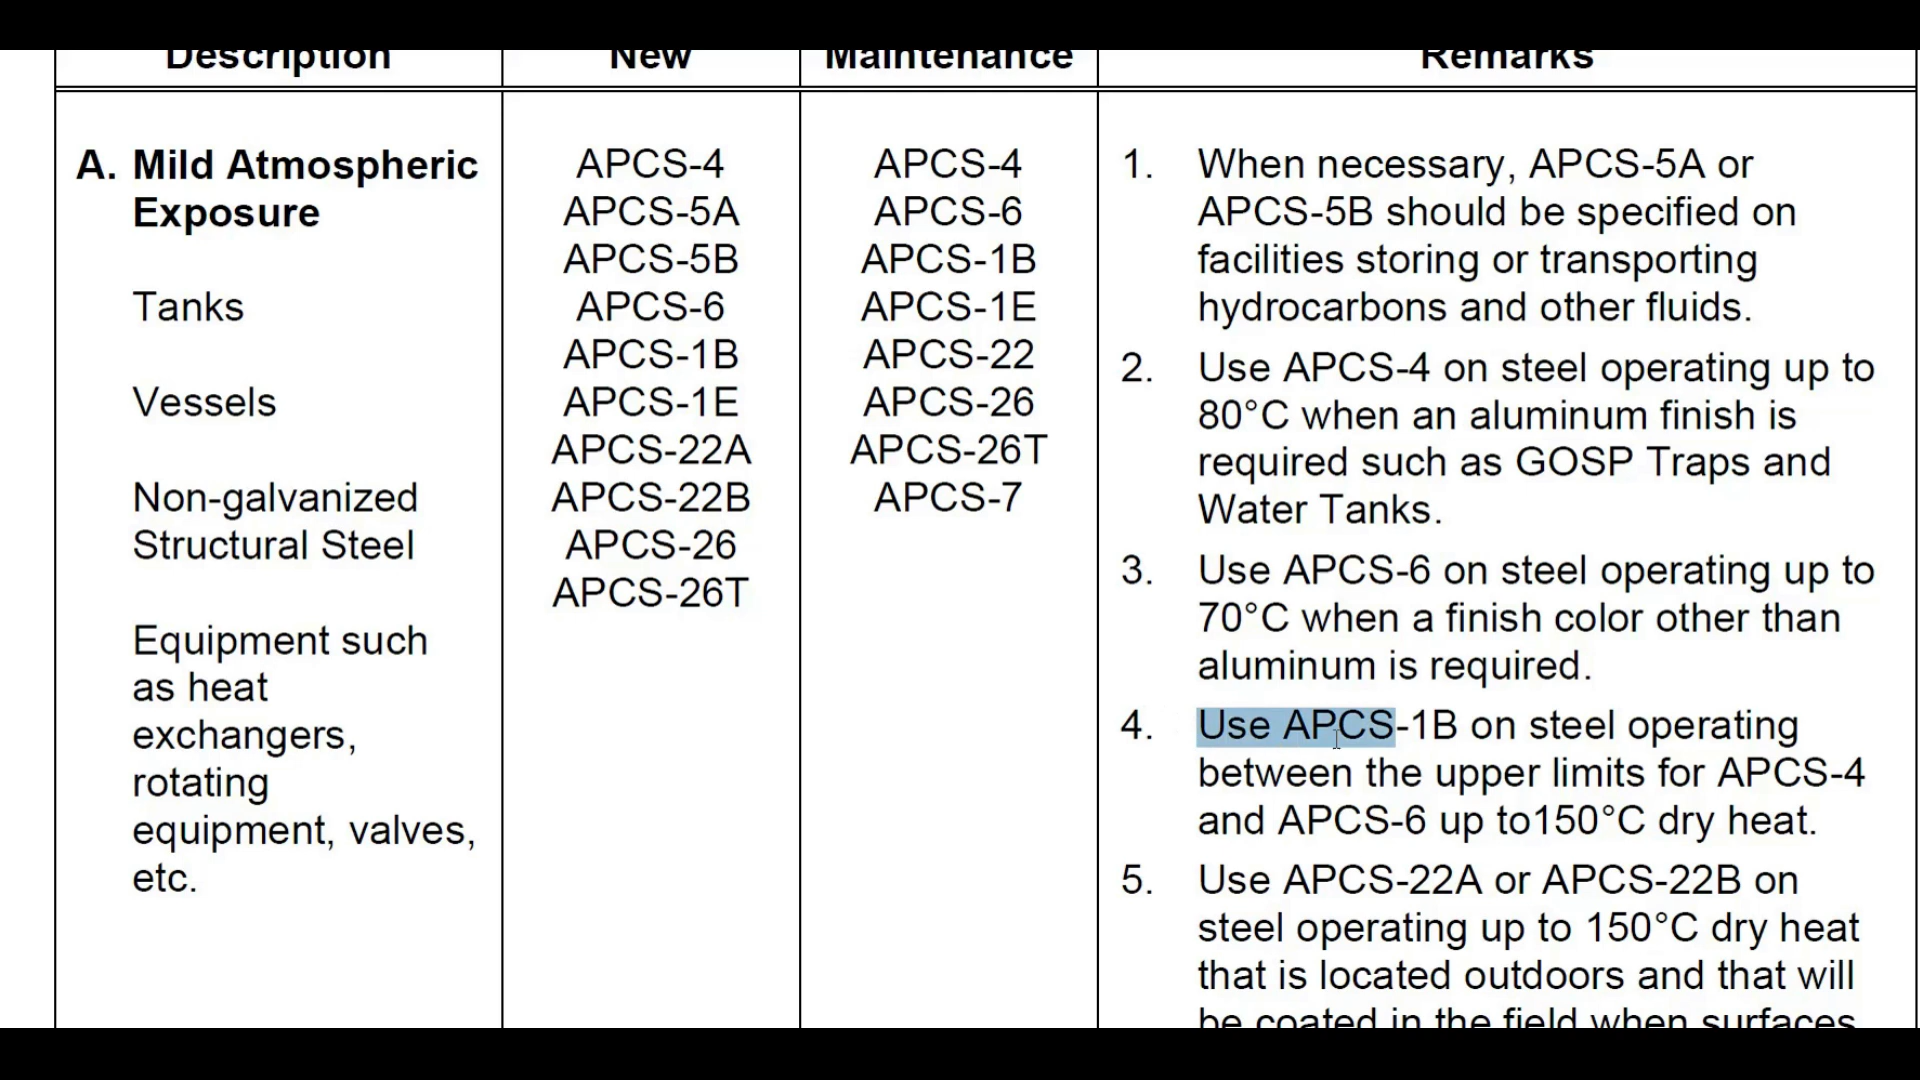 Description
New
Maintenance
Remarks
A. Mild Atmospheric
Exposure
Tanks
Vessels
Non-galvanized
Structural Steel
Equipment such
as heat
exchangers,
rotating
equipment, valves,
etc.
APCS-4
APCS-5A
APCS-5B
APCS-6
APCS-1B
APCS-1E
APCS-22A
APCS-22B
APCS-26
APCS-26T
APCS-4
APCS-6
APCS-1B
APCS-1E
APCS-22
APCS-26
APCS-26T
APCS-7
1. When necessary, APCS-5A or
APCS-5B should be specified on
facilities storing or transporting
hydrocarbons and other fluids.
2. Use APCS-4 on steel operating up to
80°C when an aluminum finish is
required such as GOSP Traps and
Water Tanks.
3. Use APCS-6 on steel operating up to
70°C when a finish color other than
aluminum is required.
4. Use APCS-1B on steel operating
between the upper limits for APCS-4
and APCS-6 up to150°C dry heat.
5. Use APCS-22A or APCS-22B on
steel operating up to 150°C dry heat
that is located outdoors and that will
be coated in the field when surfaces